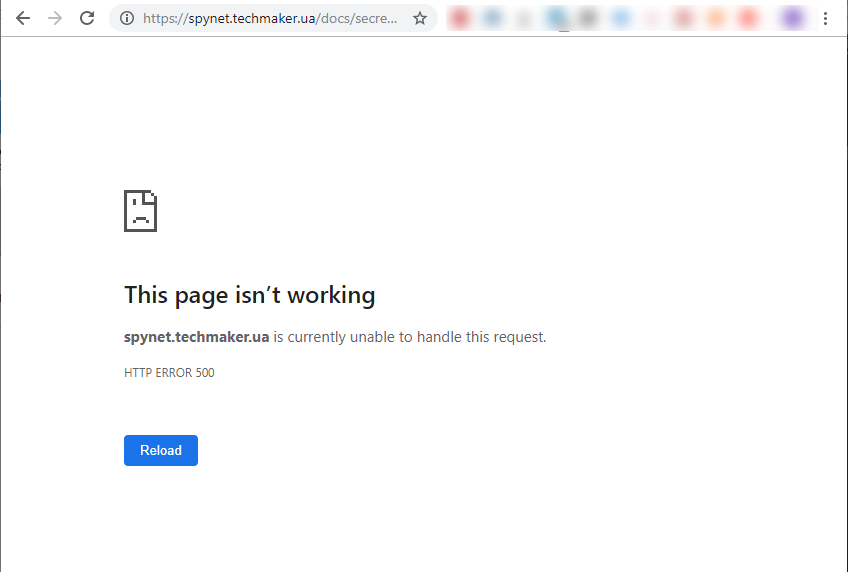 https://spynet.techmaker.ua/docs/secre...
This page isn’t working
spynet.techmaker.ua is currently unable to handle this request.
HTTP ERROR 500
Reload